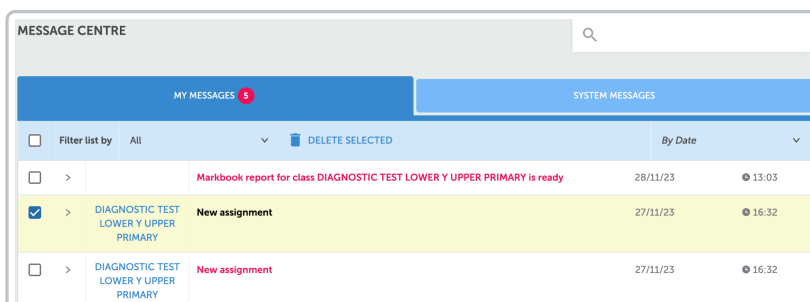 MESSAGE CENTRE
MY MESSAGES 5
SYSTEM MESSAGES
Filter list by All DELETE SELECTED By Date
Markbook report for class DIAGNOSTIC TEST LOWER Y UPPER PRIMARY is ready 28/11/23 13:03
DIAGNOSTIC TEST
LOWER Y UPPER
PRIMARY
New assignment 27/11/23 16:32
DIAGNOSTIC TEST
LOWER Y UPPER
PRIMARY
New assignment 27/11/23 16:32